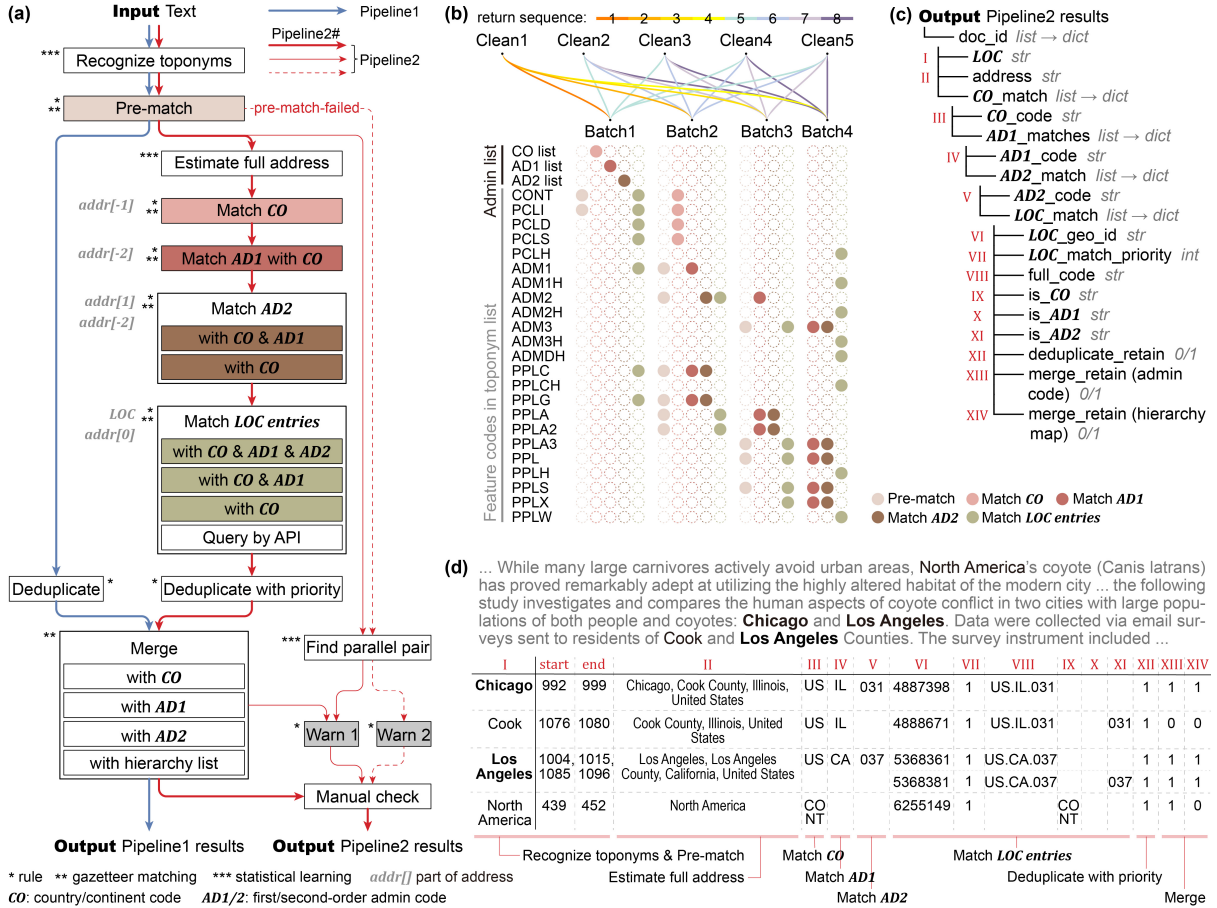 (a)
Input Text
Pipeline1
Pipeline2#
Pipeline2
*** Recognize toponyms
* ** Pre-match
pre-match-failed
*** Estimate full address
addr[-1] * ** Match CO
addr[-2] * ** Match AD1 with CO
addr[1] * ** Match AD2
addr[-2]
with CO & AD1
with CO
LOC * ** Match LOC entries
addr[0]
with CO & AD1 & AD2
with CO & AD1
with CO
Query by API
Deduplicate *
* Deduplicate with priority
** Merge
with CO
with AD1
with AD2
with hierarchy list
*** Find parallel pair
* Warn 1
* Warn 2
Manual check
Output Pipeline1 results
Output Pipeline2 results
* rule ** gazetteer matching *** statistical learning addr[] part of address
CO: country/continent code AD1/2: first/second-order admin code
(b)
return sequence: 1 2 3 4 5 6 7 8
Clean1 Clean2 Clean3 Clean4 Clean5
Batch1 Batch2 Batch3 Batch4
Admin list
CO list
AD1 list
AD2 list
Feature codes in toponym list
CONT
PCLI
PCLD
PCLS
PCLH
ADM1
ADM1H
ADM2
ADM2H
ADM3
ADM3H
ADMDH
PPLC
PPLCH
PPLG
PPLA
PPLA2
PPLA3
PPL
PPLH
PPLS
PPLX
PPLW
Pre-match Match CO Match AD1
Match AD2 Match LOC entries
(c)
Output Pipeline2 results
doc_id list → dict
I LOC str
II address str
CO_match list → dict
III CO_code str
AD1_matches list → dict
IV AD1_code str
AD2_match list → dict
V AD2_code str
LOC_match list → dict
VI LOC_geo_id str
VII LOC_match_priority int
VIII full_code str
IX is_CO str
X is_AD1 str
XI is_AD2 str
XII deduplicate_retain 0/1
XIII merge_retain (admin
code) 0/1
XIV merge_retain (hierarchy
map) 0/1
(d)
... While many large carnivores actively avoid urban areas, North America's coyote (Canis latrans)
has proved remarkably adept at utilizing the highly altered habitat of the modern city ... the following
study investigates and compares the human aspects of coyote conflict in two cities with large popu-
lations of both people and coyotes: Chicago and Los Angeles. Data were collected via email sur-
veys sent to residents of Cook and Los Angeles Counties. The survey instrument included ...
I start end II III IV V VI VII VIII IX X XI XII XIII XIV
Chicago 992 999 Chicago, Cook County, Illinois, US IL 031 4887398 1 US.IL.031 1 1 1
United States
Cook 1076 1080 Cook County, Illinois, United US IL 4888671 1 US.IL.031 031 1 0 0
States
Los 1004, 1015, Los Angeles, Los Angeles US CA 037 5368361 1 US.CA.037 1 1 1
Angeles 1085 1096 County, California, United States
5368381 1 US.CA.037 037 1 1 1
North 439 452 North America CO 6255149 1 CO 1 1 0
America NT NT
Recognize toponyms & Pre-match
Match CO
Match LOC entries
Estimate full address
Match AD1
Deduplicate with priority
Match AD2
Merge